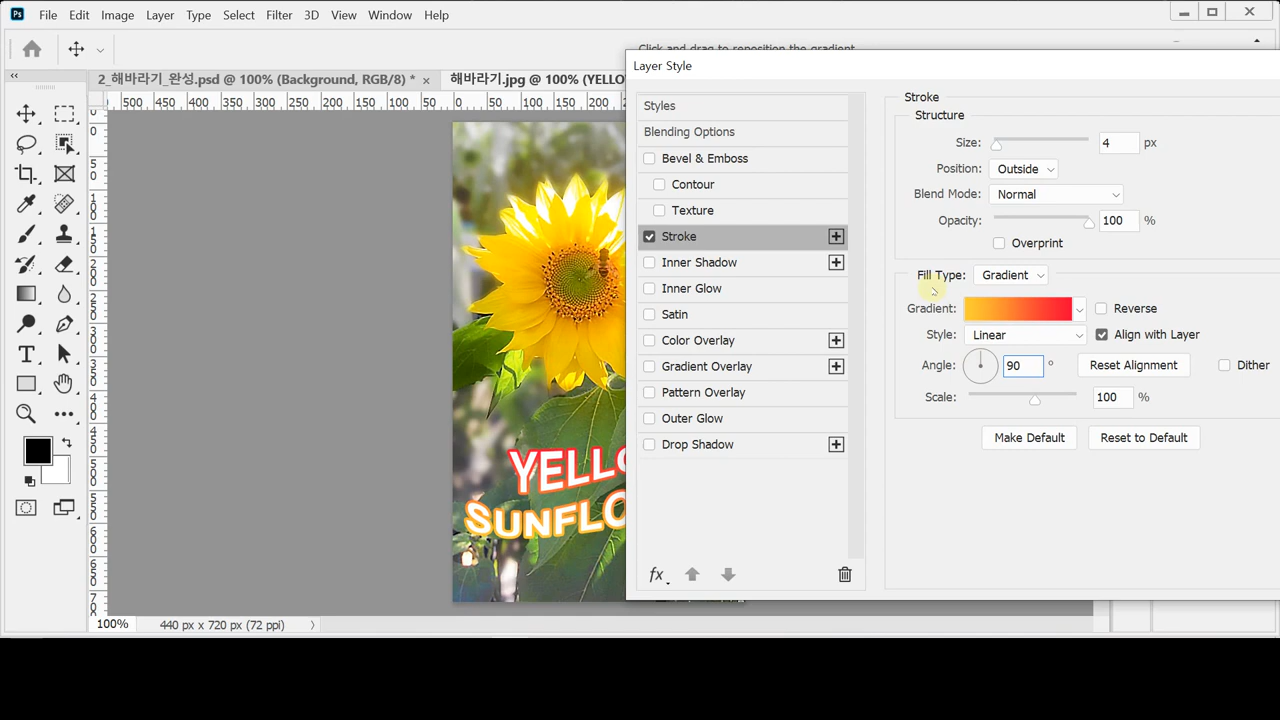 Ps File Edit Image Layer Type Select Filter 3D View Window Help
Click and drag to reposition the gradient
2_해바라기_완성.psd @ 100% (Background, RGB/8) * × 해바라기.jpg @ 100% (YELLO
500 450 400 350 300 250 200 150 100 50 0 50 100 150 200
Layer Style
Styles
Blending Options
Bevel & Emboss
Contour
Texture
Stroke
Inner Shadow
Inner Glow
Satin
Color Overlay
Gradient Overlay
Pattern Overlay
Outer Glow
Drop Shadow
fx
Stroke
Structure
Size: 4 px
Position: Outside
Blend Mode: Normal
Opacity: 100 %
Overprint
Fill Type: Gradient
Gradient: Reverse
Style: Linear Align with Layer
Angle: 90 ° Reset Alignment Dither
Scale: 100 %
Make Default Reset to Default
YELLO
SUNFLO
100% 440 px x 720 px (72 ppi)